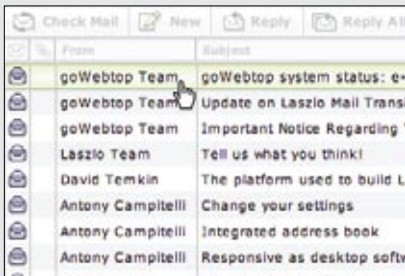 Check Mail New Reply Reply All
From Subject
goWebtop Team goWebtop system status: e-
goWebtop Team Update on Laszlo Mail Trans
goWebtop Team Important Notice Regarding
Laszlo Team Tell us what you think!
David Temkin The platform used to build L
Antony Campitelli Change your settings
Antony Campitelli Integrated address book
Antony Campitelli Responsive as desktop softw